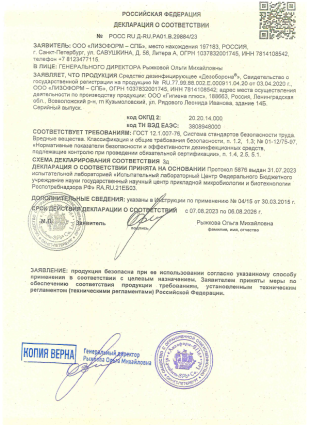 РОССИЙСКАЯ ФЕДЕРАЦИЯ
ДЕКЛАРАЦИЯ О СООТВЕТСТВИИ
№ РОСС RU Д-RU.РА01.В.29884/23
ЗАЯВИТЕЛЬ: ООО «ЛИЗОФОРМ – СПБ», место нахождения 197183, РОССИЯ,
г. Санкт-Петербург, ул. САВУШКИНА, Д. 58, ЛИТ А, ОГРН 1037843103155, ИНН 7814108542,
телефон +7 8123477115
В ЛИЦЕ: ГЕНЕРАЛЬНОГО ДИРЕКТОРА Рыжковой Ольги Михайловны
ЗАЯВЛЯЕТ, ЧТО ПРОДУКЦИЯ Средство дезинфицирующее
Свидетельство о
государственной регистрации на продукцию № RU.77.99.88.002.Е.000911.04.20 от 03.04.2020 г.,
ООО «ЛИЗОФОРМ – СПБ», ОГРН 1037843103155, ИНН 7814108542, адрес места осуществления
деятельности по производству продукции: ООО "Гигиена плюс", 188663, Россия, Ленинградская
обл., Всеволожский р-н, гп Кузьмоловский, ул. Рядового Леонида Иванова, здание 14Б.
Серийный выпуск.
код ОКПД 2: 20.20.14.000
код ТН ВЭД ЕАЭС: 3808948000
СООТВЕТСТВУЕТ ТРЕБОВАНИЯМ: ГОСТ 12.1.007-76, Система стандартов безопасности труда.
Вредные вещества. Классификация и общие требования безопасности, п. 1.2, 1.3; № 01-12/75-97,
«Нормативные показатели безопасности и эффективности дезинфекционных средств,
подлежащие контролю при проведении обязательной сертификации», п. 1.4, 2.5, 5.1.
СХЕМА ДЕКЛАРИРОВАНИЯ СООТВЕТСТВИЯ 3д
ДЕКЛАРАЦИЯ О СООТВЕТСТВИИ ПРИНЯТА НА ОСНОВАНИИ Протокол 5678 выдан 31.07.2023
испытательной лабораторией «Испытательный лабораторный Центр Федерального Бюджетного
учреждения науки государственный научный центр прикладной микробиологии и биотехнологии
Роспотребнадзора РФ» RA.RU.21ЕБ03.
ДОПОЛНИТЕЛЬНЫЕ СВЕДЕНИЯ: указаны в Инструкции по применению № 04/15 от 30.03.2016 г.
СРОК ДЕЙСТВИЯ ДЕКЛАРАЦИИ О СООТВЕТСТВИИ с 07.08.2023 по 06.08.2026 г.
Рыжкова Ольга Михайловна
ЗАЯВЛЕНИЕ: продукция безопасна при ее использовании согласно указанному способу
применения в соответствии с целевым назначением. Заявителем приняты меры по
обеспечению соответствия продукции требованиям, установленным техническим
регламентом (техническими регламентами) Российской Федерации.
КОПИЯ ВЕРНА
Генеральный директор
Рыжкова Ольга Михайловна